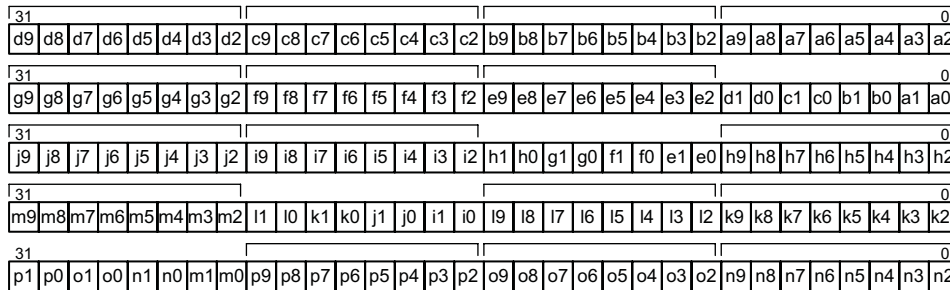 31 0
d9 d8 d7 d6 d5 d4 d3 d2 c9 c8 c7 c6 c5 c4 c3 c2 b9 b8 b7 b6 b5 b4 b3 b2 a9 a8 a7 a6 a5 a4 a3 a2
31 0
g9 g8 g7 g6 g5 g4 g3 g2 f9 f8 f7 f6 f5 f4 f3 f2 e9 e8 e7 e6 e5 e4 e3 e2 d1 d0 c1 c0 b1 b0 a1 a0
31 0
j9 j8 j7 j6 j5 j4 j3 j2 i9 i8 i7 i6 i5 i4 i3 i2 h1 h0 g1 g0 f1 f0 e1 e0 h9 h8 h7 h6 h5 h4 h3 h2
31 0
m9 m8 m7 m6 m5 m4 m3 m2 l1 l0 k1 k0 j1 j0 i1 i0 l9 l8 l7 l6 l5 l4 l3 l2 k9 k8 k7 k6 k5 k4 k3 k2
31 0
p1 p0 o1 o0 n1 n0 m1 m0 p9 p8 p7 p6 p5 p4 p3 p2 o9 o8 o7 o6 o5 o4 o3 o2 n9 n8 n7 n6 n5 n4 n3 n2